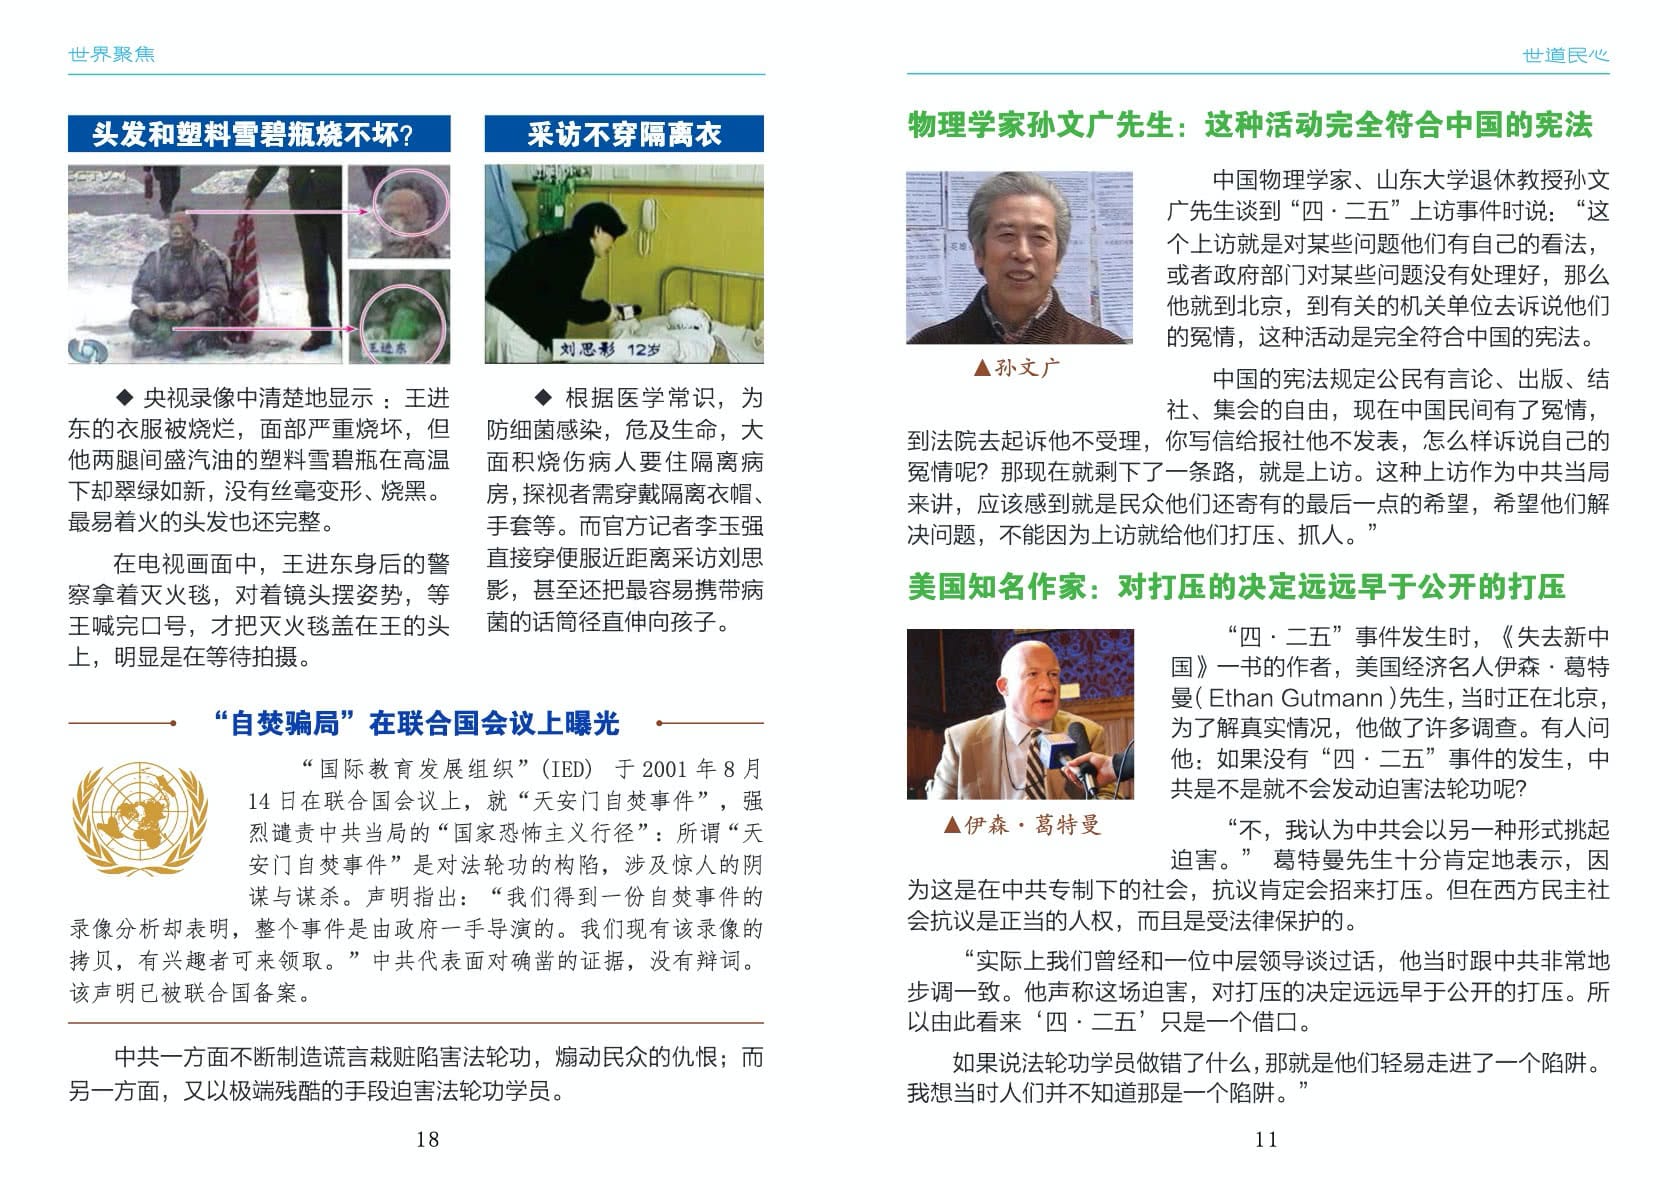 世界聚焦
头发和塑料雪碧瓶烧不坏？
CCTV
王进东
◆ 央视录像中清楚地显示：王进
东的衣服被烧烂，面部严重烧坏，但
他两腿间盛汽油的塑料雪碧瓶在高温
下却翠绿如新，没有丝毫变形、烧黑。
最易着火的头发也还完整。
在电视画面中，王进东身后的警
察拿着灭火毯，对着镜头摆姿势，等
王喊完口号，才把灭火毯盖在王的头
上，明显是在等待拍摄。
采访不穿隔离衣
刘思影 12岁
◆ 根据医学常识，为
防细菌感染，危及生命，大
面积烧伤病人要住隔离病
房，探视者需穿戴隔离衣帽、
手套等。而官方记者李玉强
直接穿便服近距离采访刘思
影，甚至还把最容易携带病
菌的话筒径直伸向孩子。
“自焚骗局”在联合国会议上曝光
“国际教育发展组织”(IED) 于 2001 年 8 月
14 日在联合国会议上，就“天安门自焚事件”，强
烈谴责中共当局的“国家恐怖主义行径”：所谓“天
安门自焚事件”是对法轮功的构陷，涉及惊人的阴
谋与谋杀。声明指出：“我们得到一份自焚事件的
录像分析却表明，整个事件是由政府一手导演的。我们现有该录像的
拷贝，有兴趣者可来领取。”中共代表面对确凿的证据，没有辩词。
该声明已被联合国备案。
中共一方面不断制造谎言栽赃陷害法轮功，煽动民众的仇恨；而
另一方面，又以极端残酷的手段迫害法轮功学员。
18
世道民心
物理学家孙文广先生：这种活动完全符合中国的宪法
▲孙文广
中国物理学家、山东大学退休教授孙文
广先生谈到“四·二五”上访事件时说：“这
个上访就是对某些问题他们有自己的看法，
或者政府部门对某些问题没有处理好，那么
他就到北京，到有关的机关单位去诉说他们
的冤情，这种活动是完全符合中国的宪法。
中国的宪法规定公民有言论、出版、结
社、集会的自由，现在中国民间有了冤情，
到法院去起诉他不受理，你写信给报社他不发表，怎么样诉说自己的
冤情呢？那现在就剩下了一条路，就是上访。这种上访作为中共当局
来讲，应该感到就是民众他们还寄有的最后一点的希望，希望他们解
决问题，不能因为上访就给他们打压、抓人。”
美国知名作家：对打压的决定远远早于公开的打压
▲伊森·葛特曼
“四·二五”事件发生时，《失去新中
国》一书的作者，美国经济名人伊森·葛特
曼（Ethan Gutmann）先生，当时正在北京，
为了解真实情况，他做了许多调查。有人问
他：如果没有“四·二五”事件的发生，中
共是不是就不会发动迫害法轮功呢？
“不，我认为中共会以另一种形式挑起
迫害。” 葛特曼先生十分肯定地表示，因
为这是在中共专制下的社会，抗议肯定会招来打压。但在西方民主社
会抗议是正当的人权，而且是受法律保护的。
“实际上我们曾经和一位中层领导谈过话，他当时跟中共非常地
步调一致。他声称这场迫害，对打压的决定远远早于公开的打压。所
以由此看来‘四·二五’只是一个借口。
如果说法轮功学员做错了什么，那就是他们轻易走进了一个陷阱。
我想当时人们并不知道那是一个陷阱。”
11